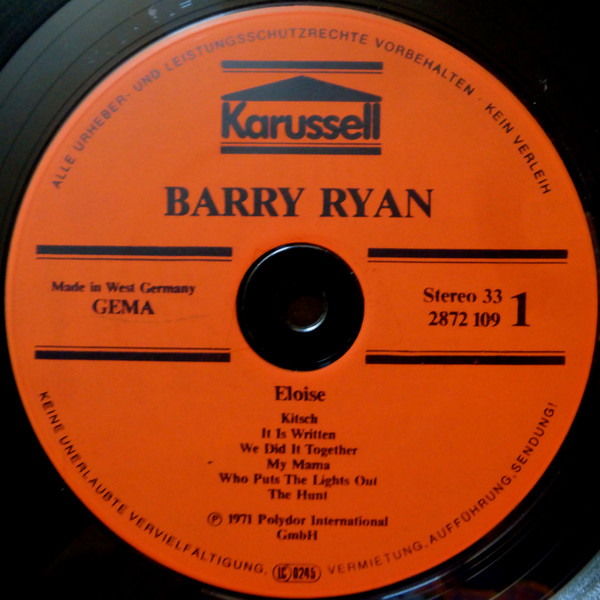 ALLE URHEBER- UND LEISTUNGSSCHUTZRECHTE VORBEHALTEN · KEIN VERLEIH
Karussell
BARRY RYAN
Made in West Germany
GEMA
Stereo 33
2872 109
1
Eloise
Kitsch
It Is Written
We Did It Together
My Mama
Who Puts The Lights Out
The Hunt
Ⓟ 1971 Polydor International
GmbH
KEINE UNERLAUBTE VERVIELFÄLTIGUNG, VERMIETUNG, AUFFÜHRUNG, SENDUNG!
LC 0245